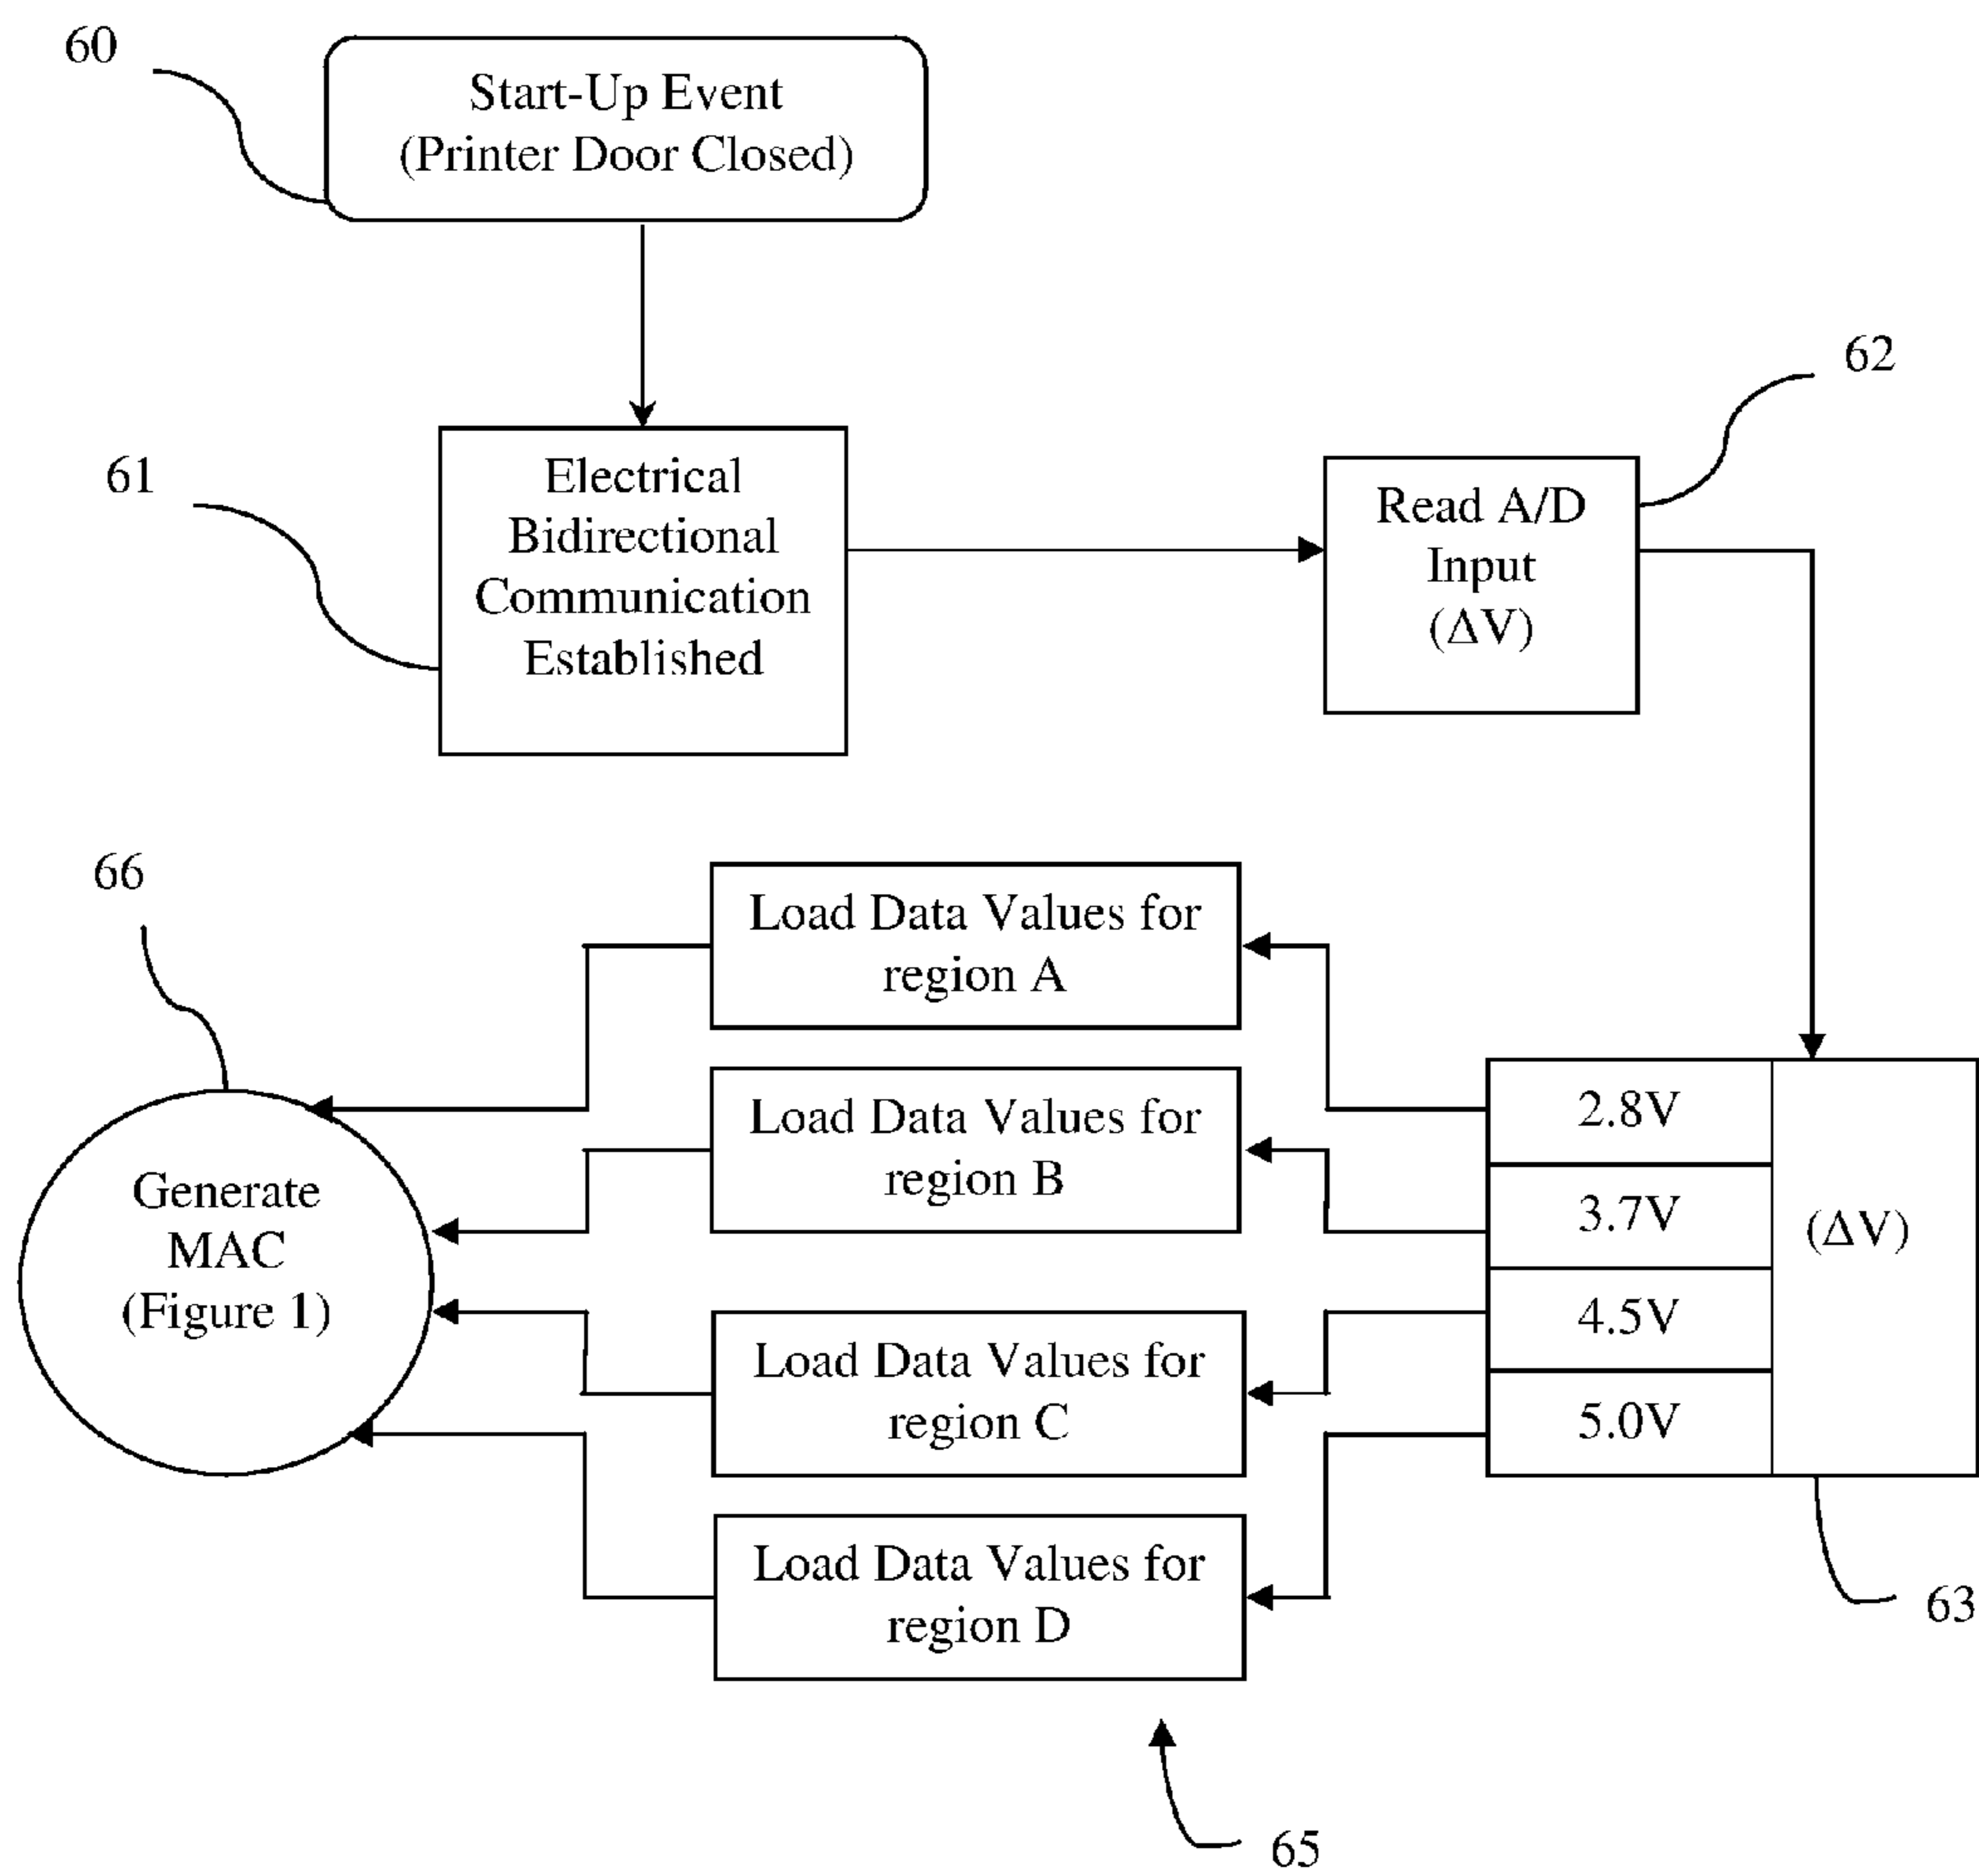 60
Start-Up Event
(Printer Door Closed)
61
Electrical
Bidirectional
Communication
Established
62
Read A/D
Input
(ΔV)
66
Generate
MAC
(Figure 1)
Load Data Values for
region A
Load Data Values for
region B
Load Data Values for
region C
Load Data Values for
region D
2.8V
3.7V
4.5V
5.0V
(ΔV)
63
65